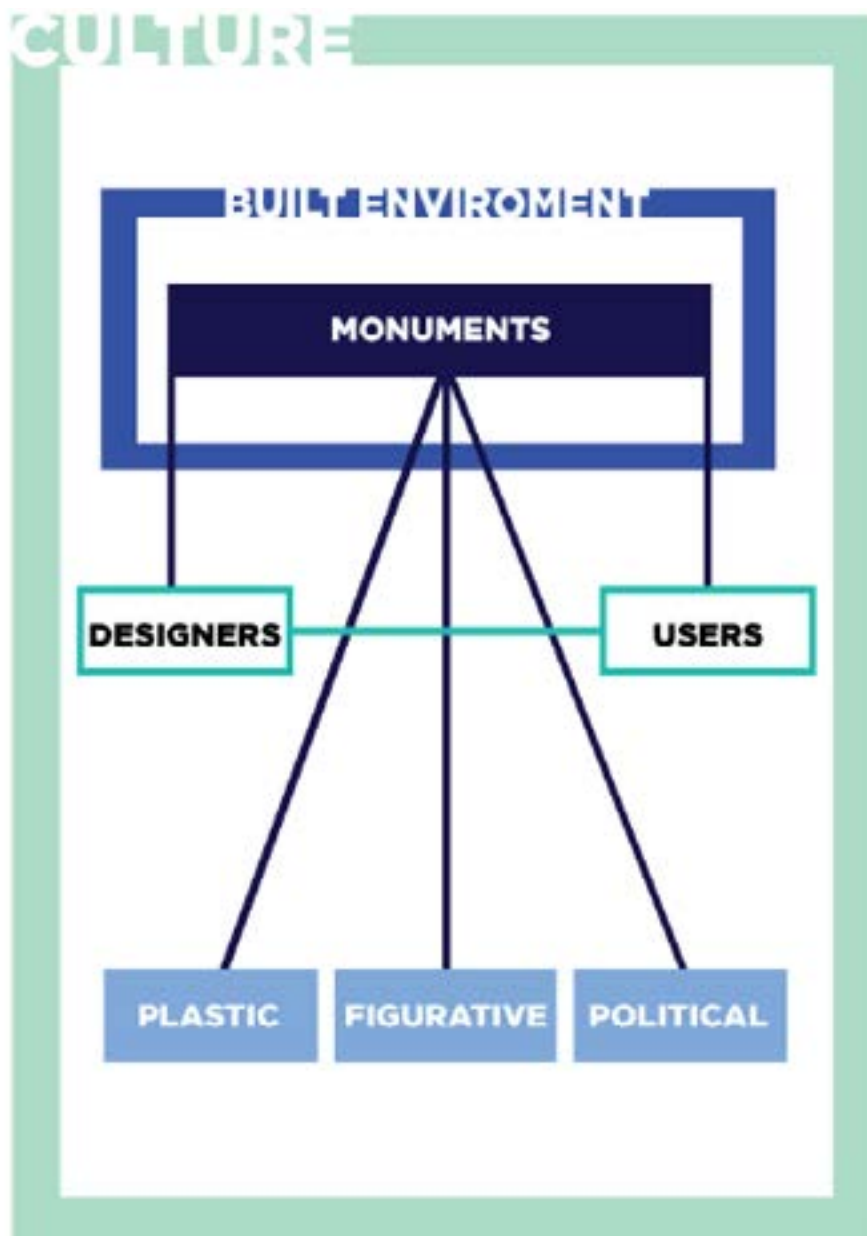 CULTURE
BUILT ENVIROMENT
MONUMENTS
DESIGNERS
USERS
PLASTIC
FIGURATIVE
POLITICAL